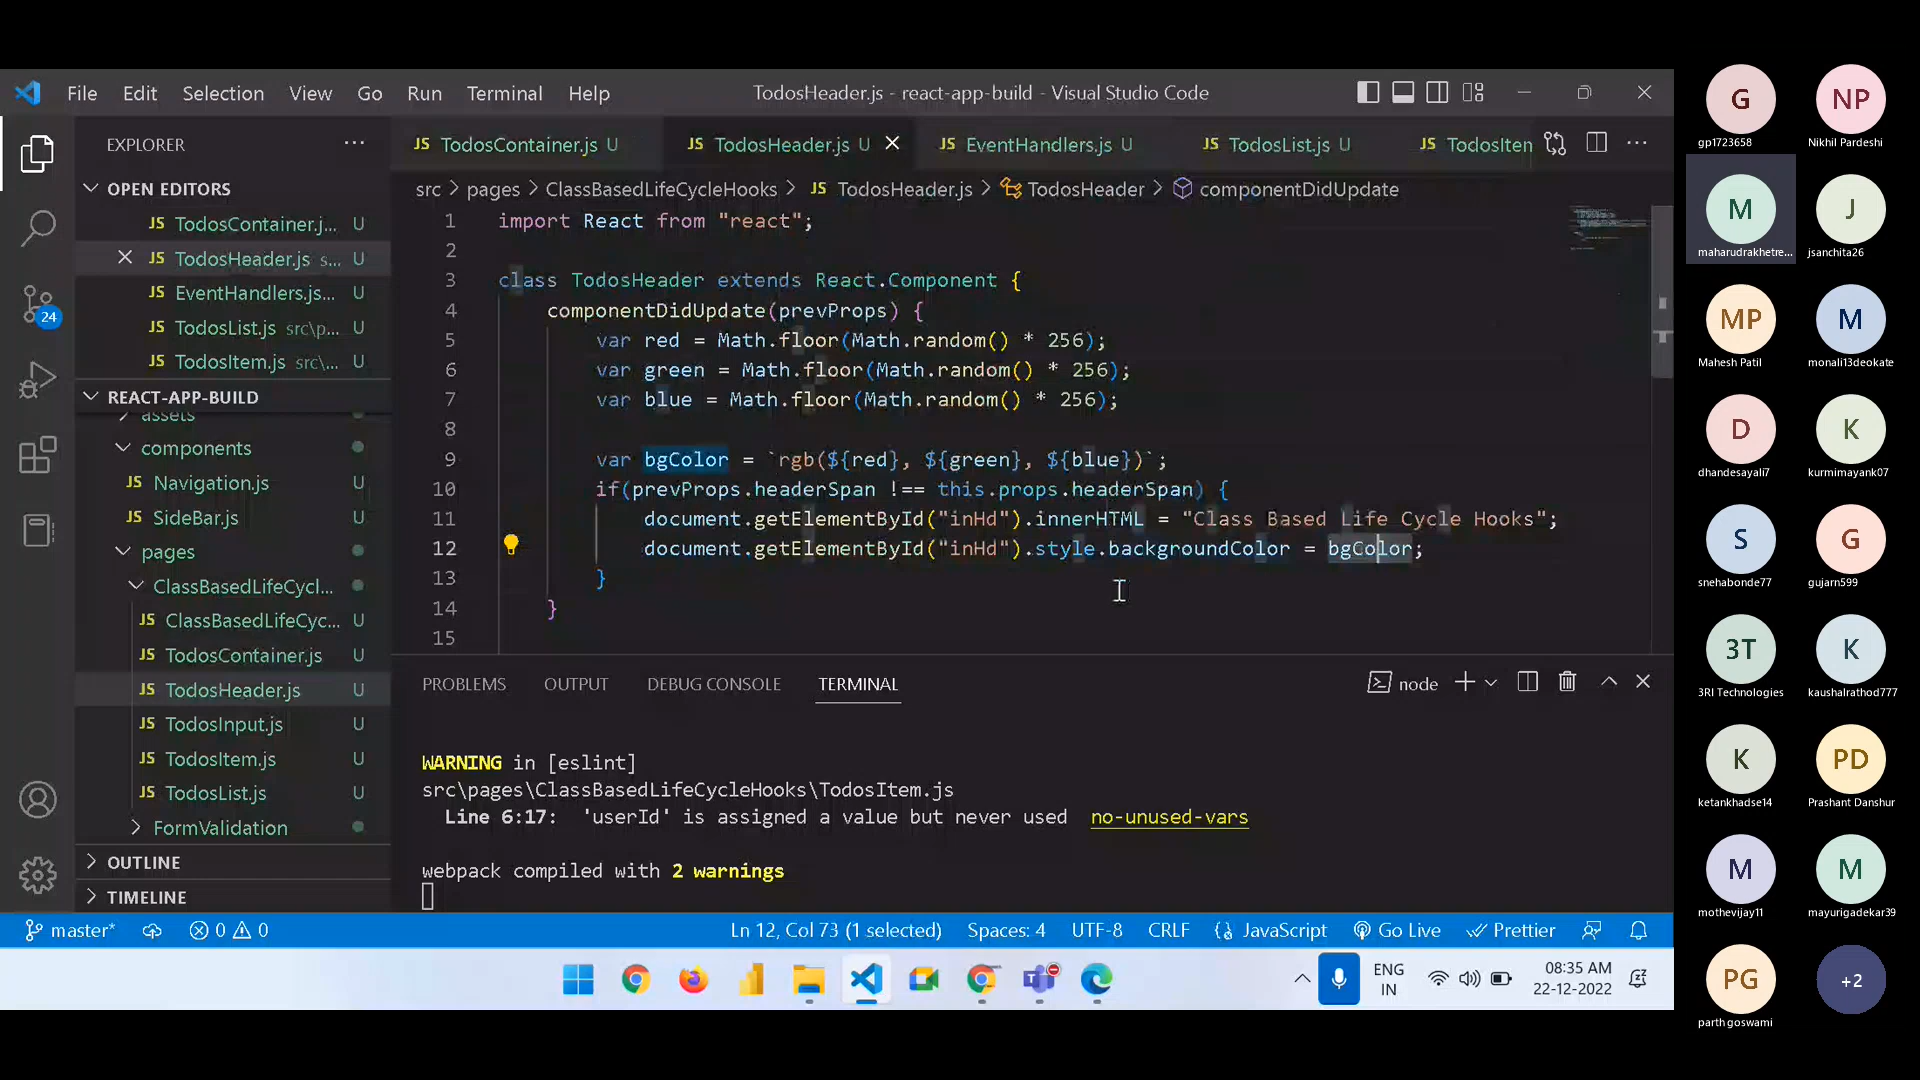 File Edit Selection View Go Run Terminal Help
TodosHeader.js - react-app-build - Visual Studio Code
EXPLORER
OPEN EDITORS
JS TodosContainer.j... U
JS TodosHeader.js s... U
JS EventHandlers.js... U
JS TodosList.js src\p... U
JS TodosItem.js src\... U
24
REACT-APP-BUILD
assets
components
JS Navigation.js
JS SideBar.js
pages
ClassBasedLifeCycl...
JS ClassBasedLifeCyc... U
JS TodosContainer.js U
JS TodosHeader.js U
JS TodosInput.js U
JS TodosItem.js U
JS TodosList.js U
FormValidation
OUTLINE
TIMELINE
JS TodosContainer.js U
JS TodosHeader.js U
JS EventHandlers.js U
JS TodosList.js U
JS TodosIten
src > pages > ClassBasedLifeCycleHooks > JS TodosHeader.js > TodosHeader > componentDidUpdate
1 import React from "react";
2
3 class TodosHeader extends React.Component {
4 componentDidUpdate(prevProps) {
5 var red = Math.floor(Math.random() * 256);
6 var green = Math.floor(Math.random() * 256);
7 var blue = Math.floor(Math.random() * 256);
8
9 var bgColor = `rgb(${red}, ${green}, ${blue})`;
10 if(prevProps.headerSpan !== this.props.headerSpan) {
11 document.getElementById("inHd").innerHTML = "Class Based Life Cycle Hooks";
12 document.getElementById("inHd").style.backgroundColor = bgColor;
13 }
14 }
15
PROBLEMS OUTPUT DEBUG CONSOLE TERMINAL
node
WARNING in [eslint]
src\pages\ClassBasedLifeCycleHooks\TodosItem.js
Line 6:17: 'userId' is assigned a value but never used no-unused-vars
webpack compiled with 2 warnings
master* 0 0 Ln 12, Col 73 (1 selected) Spaces: 4 UTF-8 CRLF JavaScript Go Live Prettier
ENG
IN
08:35 AM
22-12-2022
G
gp1723658
NP
Nikhil Pardeshi
M
maharudrakhetre...
J
jsanchita26
MP
Mahesh Patil
M
monali13deokate
D
dhandesayali7
K
kurmimayank07
S
snehabonde77
G
gujarn599
3T
3RI Technologies
K
kaushalrathod777
K
ketankhadse14
PD
Prashant Danshur
M
mothevijay11
M
mayurigadekar39
PG
parth goswami
+2